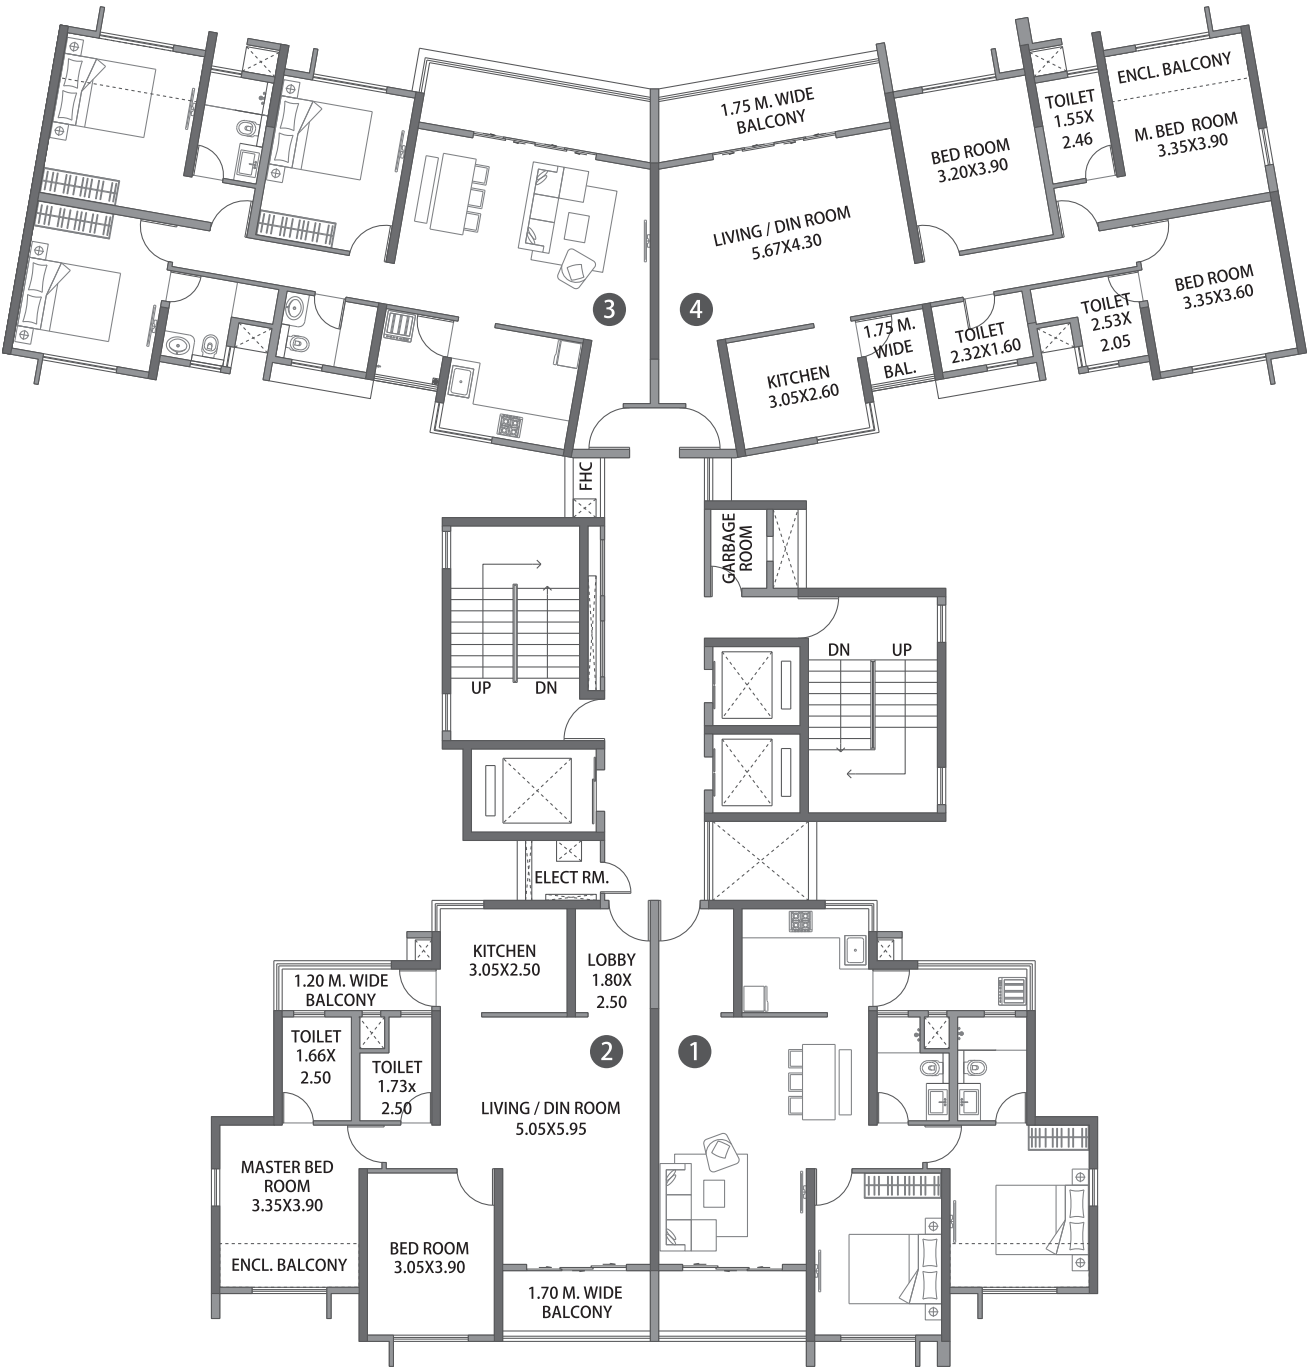 1.75 M. WIDE
BALCONY
ENCL. BALCONY
TOILET
1.55X
2.46
M. BED ROOM
3.35X3.90
BED ROOM
3.20X3.90
LIVING / DIN ROOM
5.67X4.30
BED ROOM
3.35X3.60
TOILET
2.53X
2.05
3
4
1.75 M.
WIDE
BAL.
TOILET
2.32X1.60
KITCHEN
3.05X2.60
FHC
GARBAGE
ROOM
UP
DN
DN
UP
ELECT RM.
KITCHEN
3.05X2.50
LOBBY
1.80X
2.50
1.20 M. WIDE
BALCONY
TOILET
1.66X
2.50
TOILET
1.73x
2.50
2
1
LIVING / DIN ROOM
5.05X5.95
MASTER BED
ROOM
3.35X3.90
ENCL. BALCONY
BED ROOM
3.05X3.90
1.70 M. WIDE
BALCONY